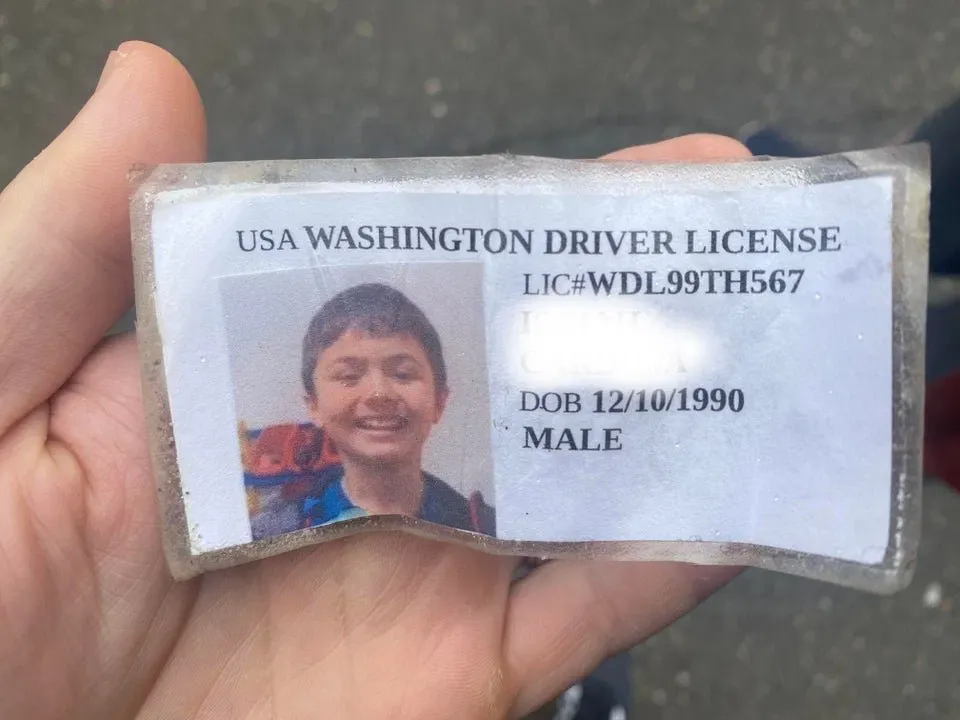 USA WASHINGTON DRIVER LICENSE
LIC#WDL99TH567
DOB 12/10/1990
MALE